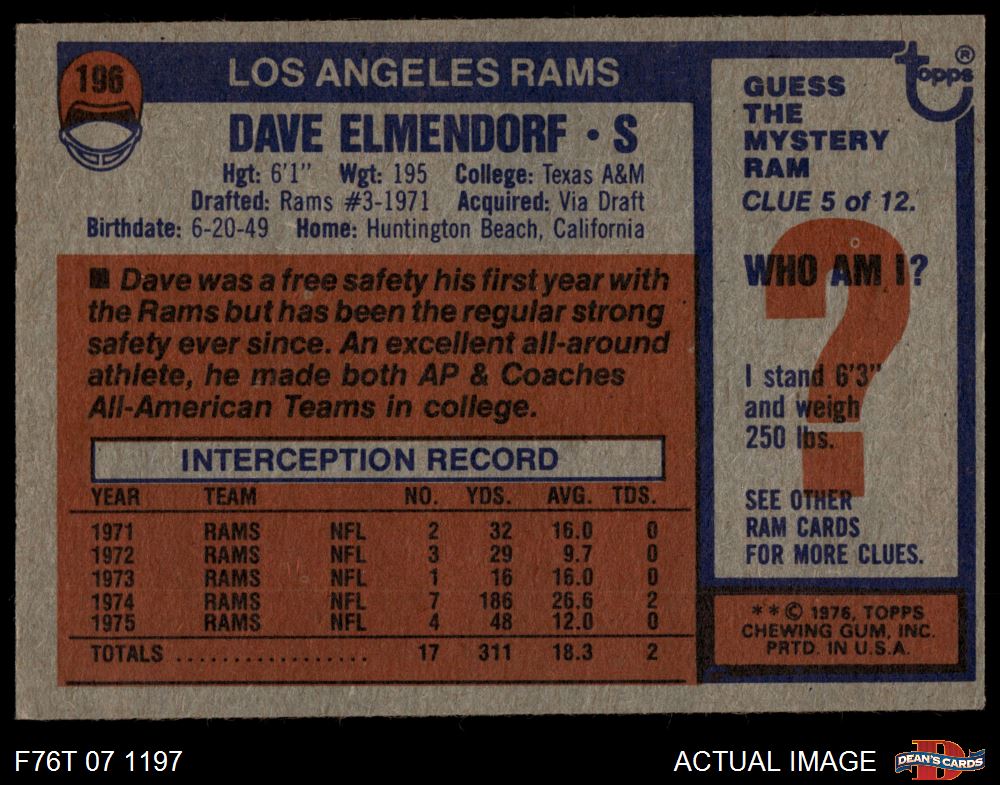 196
LOS ANGELES RAMS
DAVE ELMENDORF • S
Hgt: 6'1" Wgt: 195 College: Texas A&M
Drafted: Rams #3-1971 Acquired: Via Draft
Birthdate: 6-20-49 Home: Huntington Beach, California
■ Dave was a free safety his first year with
the Rams but has been the regular strong
safety ever since. An excellent all-around
athlete, he made both AP & Coaches
All-American Teams in college.
INTERCEPTION RECORD
YEAR TEAM NO. YDS. AVG. TDS.
1971 RAMS NFL 2 32 16.0 0
1972 RAMS NFL 3 29 9.7 0
1973 RAMS NFL 1 16 16.0 0
1974 RAMS NFL 7 186 26.6 2
1975 RAMS NFL 4 48 12.0 0
TOTALS .................. 17 311 18.3 2
topps ®
GUESS
THE
MYSTERY
RAM
CLUE 5 of 12.
?
WHO AM I?
I stand 6'3"
and weigh
250 lbs.
SEE OTHER
RAM CARDS
FOR MORE CLUES.
* * © 1976, TOPPS
CHEWING GUM, INC.
PRTD. IN U.S.A.
F76T 07 1197
ACTUAL IMAGE
D
DEAN'S CARDS